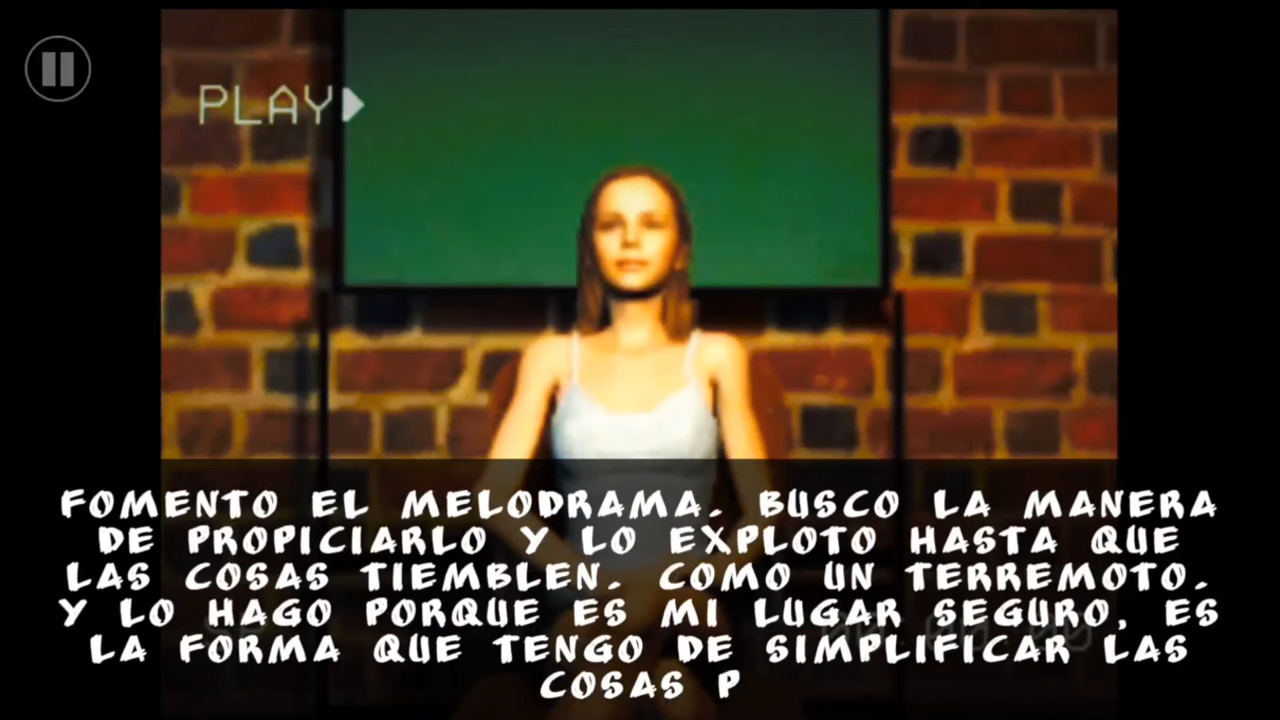 PLAY
FOMENTO EL MELODRAMA. BUSCO LA MANERA
DE PROPICIARLO Y LO EXPLOTO HASTA QUE
LAS COSAS TIEMBLEN. COMO UN TERREMOTO.
Y LO HAGO PORQUE ES MI LUGAR SEGURO, ES
LA FORMA QUE TENGO DE SIMPLIFICAR LAS
COSAS P